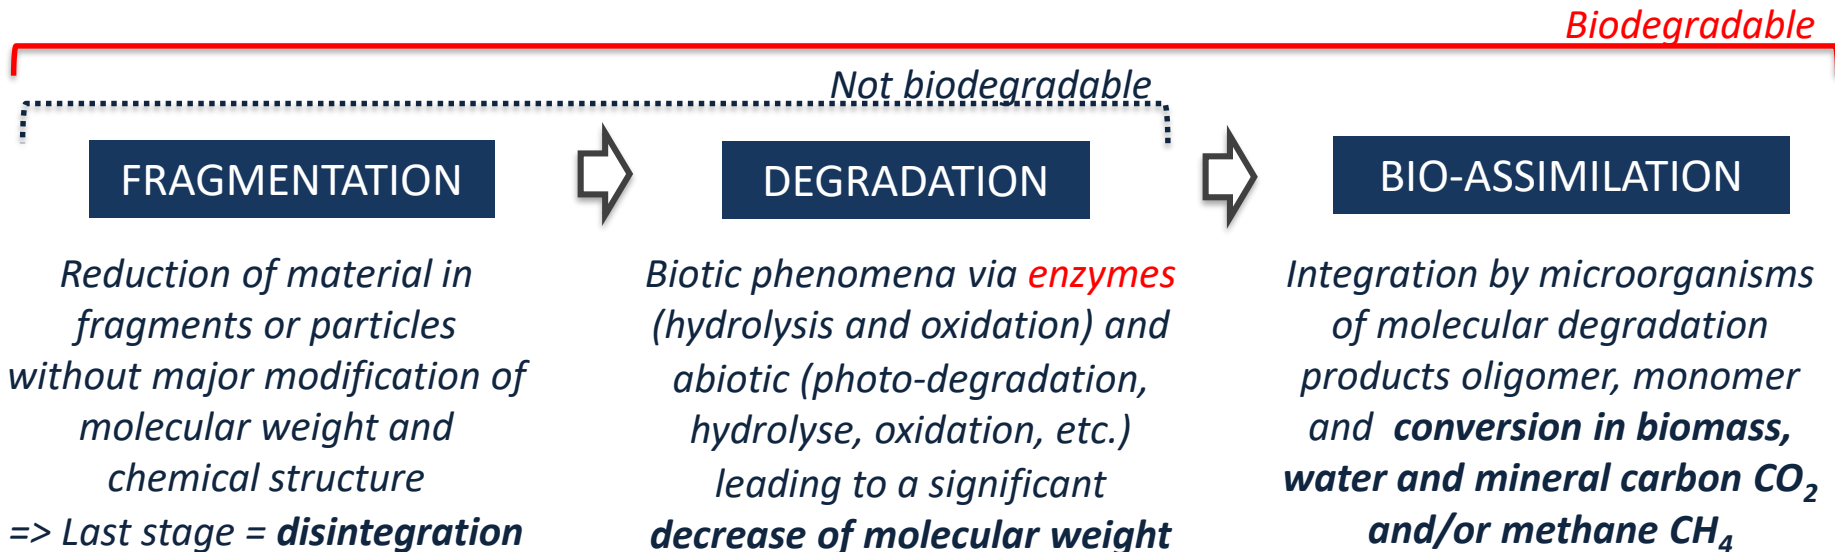 Biodegradable
Not biodegradable
FRAGMENTATION
Reduction of material in
fragments or particles
without major modification of
molecular weight and
chemical structure
=> Last stage = disintegration
DEGRADATION
Biotic phenomena via enzymes
(hydrolysis and oxidation) and
abiotic (photo-degradation,
hydrolyse, oxidation, etc.)
leading to a significant
decrease of molecular weight
BIO-ASSIMILATION
Integration by microorganisms
of molecular degradation
products oligomer, monomer
and conversion in biomass,
water and mineral carbon CO₂
and/or methane CH₄